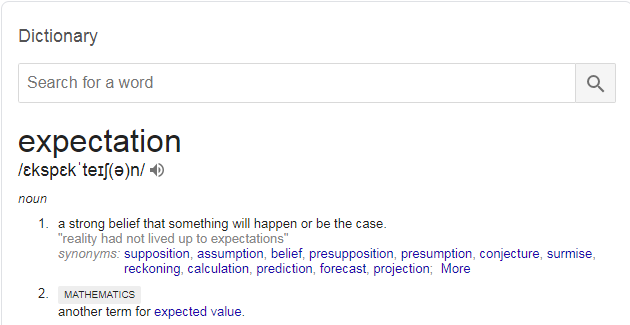 Dictionary
Search for a word
expectation
/ɛkspɛkˈteɪʃ(ə)n/
noun
1. a strong belief that something will happen or be the case.
"reality had not lived up to expectations"
synonyms: supposition, assumption, belief, presupposition, presumption, conjecture, surmise,
reckoning, calculation, prediction, forecast, projection; More
2. MATHEMATICS
another term for expected value.